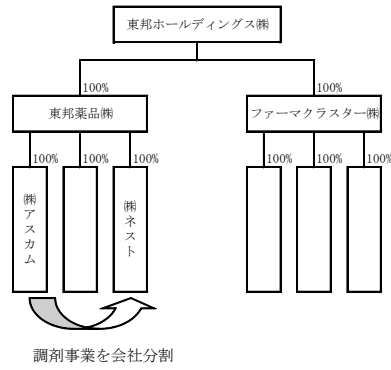 東邦ホールディングス㈱
100%
100%
東邦薬品㈱
ファーマクラスター㈱
100%
100%
100%
100%
100%
100%
㈱アスカム
㈱ネスト
調剤事業を会社分割